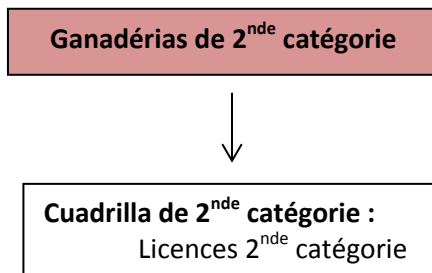 Ganadérias de 2nde catégorie
Cuadrilla de 2nde catégorie :
Licences 2nde catégorie